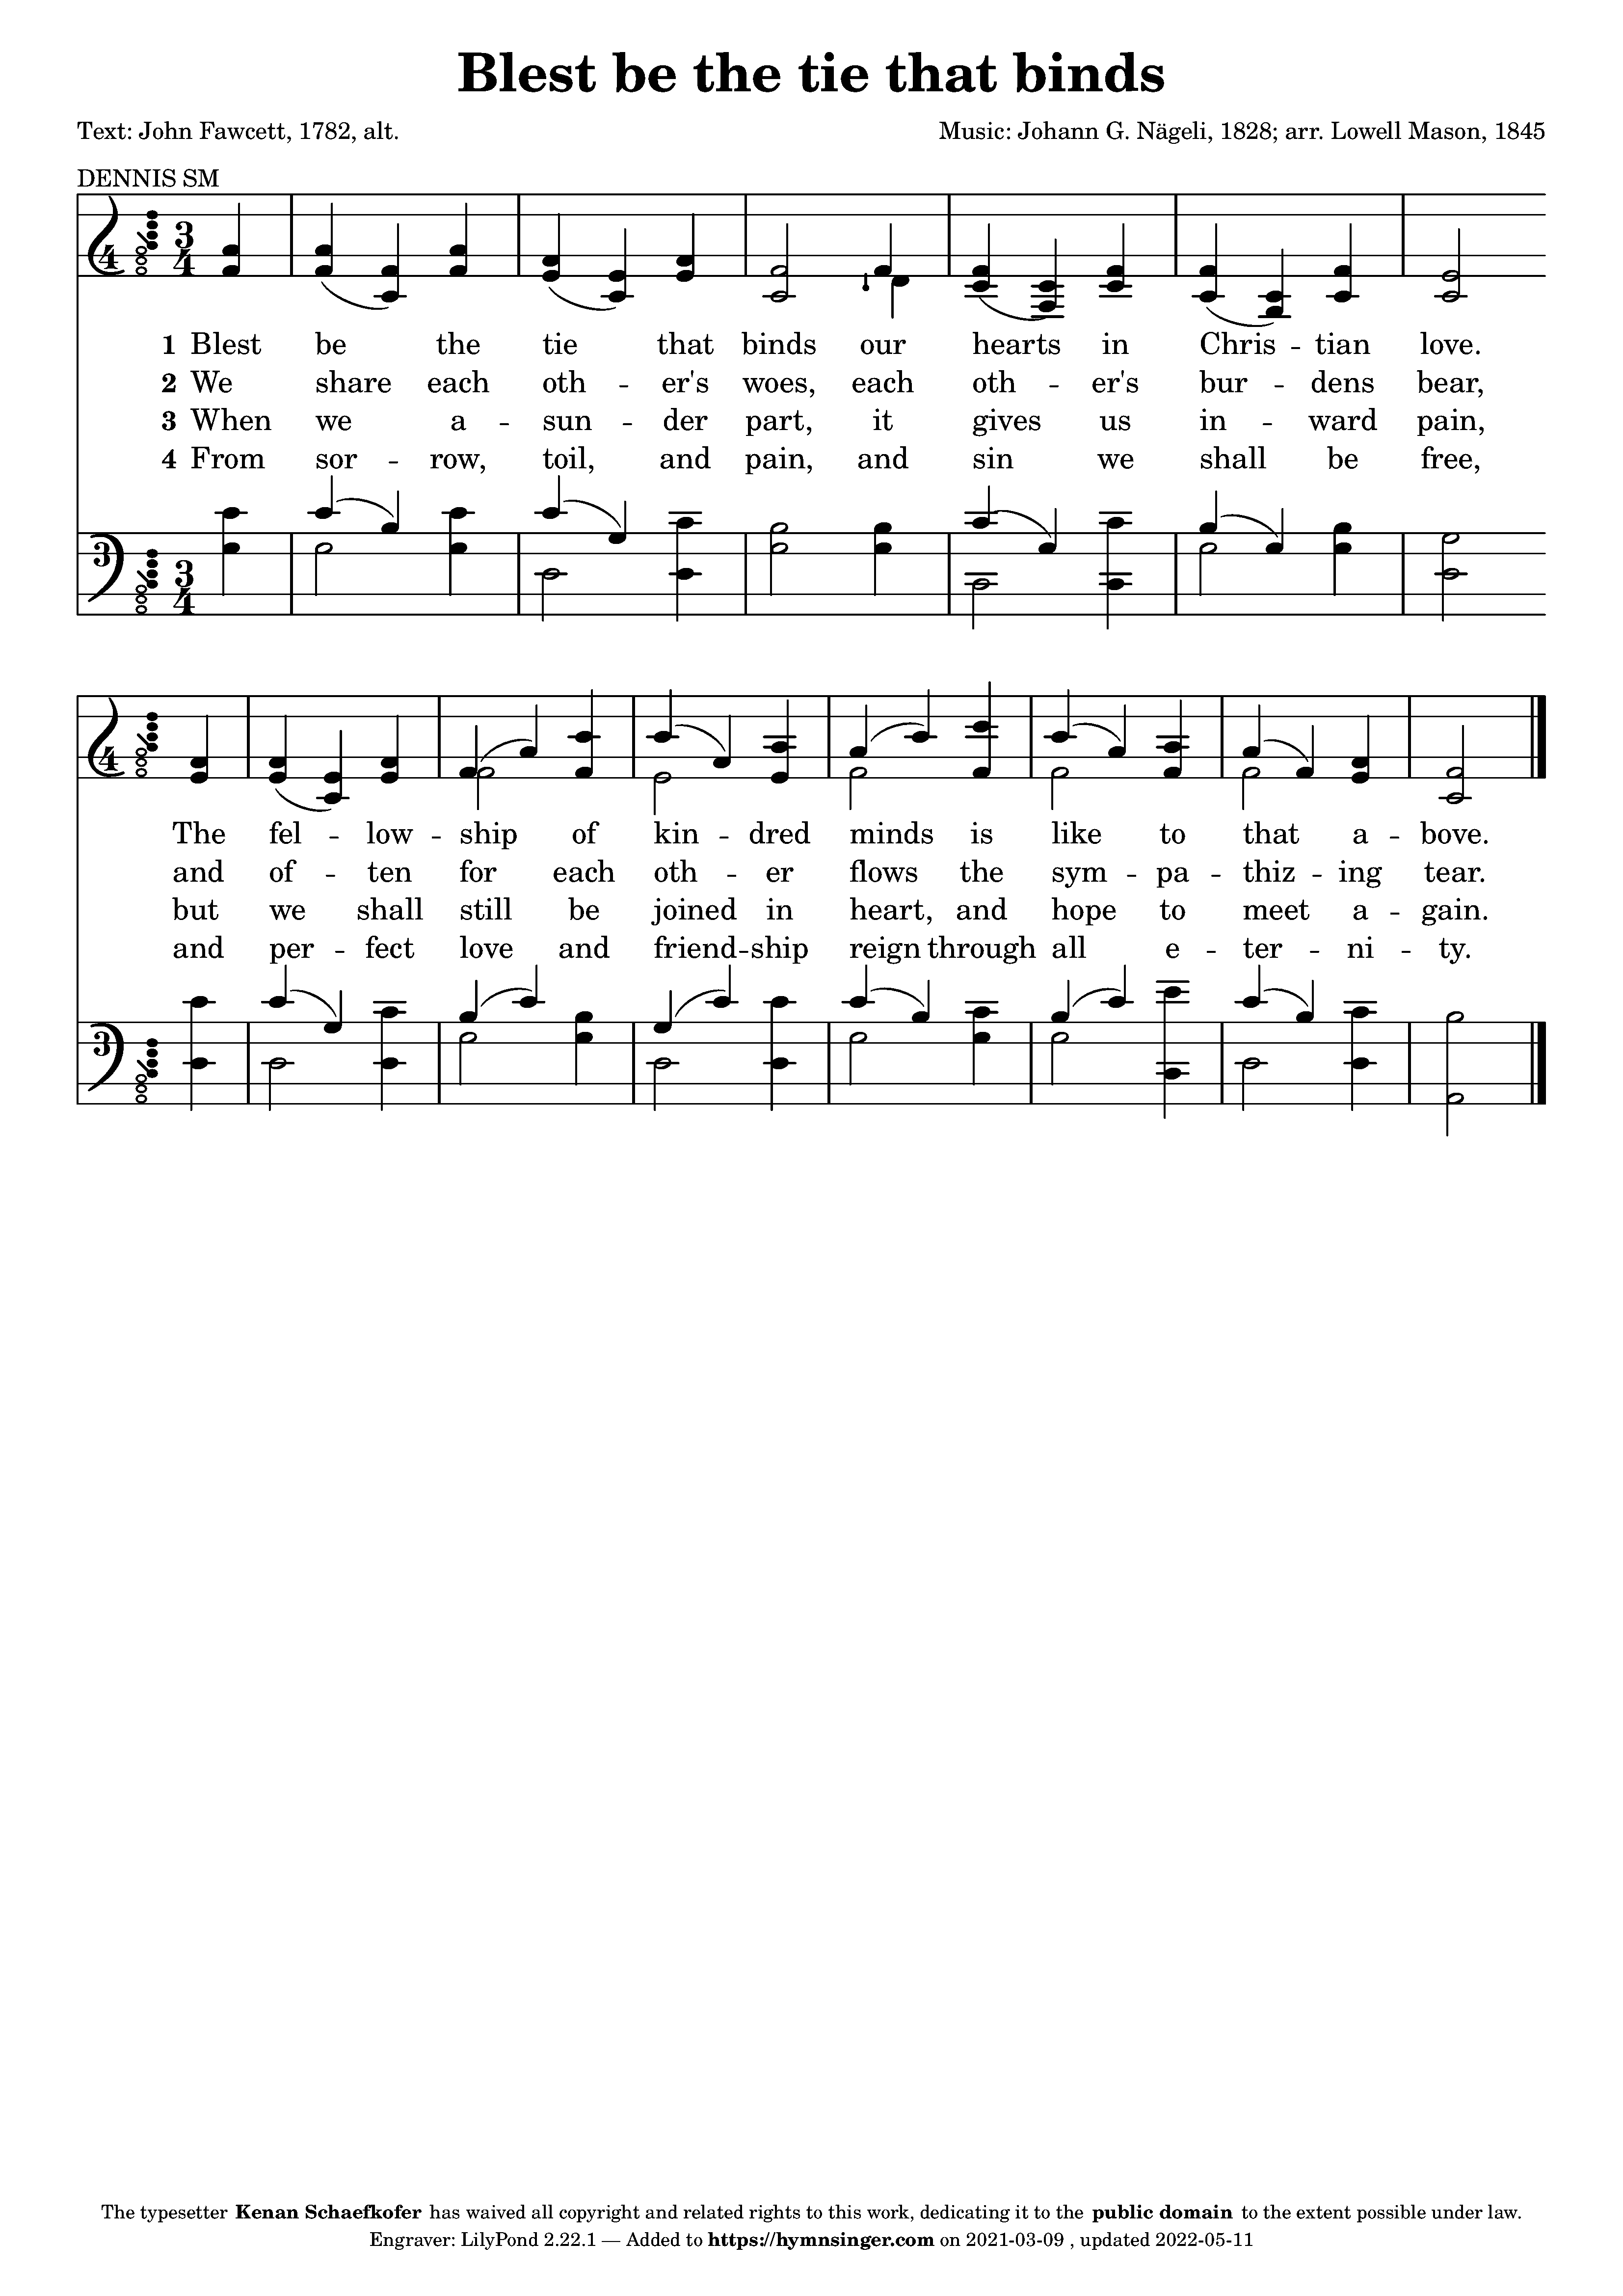 Blest be the tie that binds
Text: John Fawcett, 1782, alt.
Music: Johann G. Nägeli, 1828; arr. Lowell Mason, 1845
DENNIS SM
4 3 4
1 Blest be the tie that binds our hearts in Chris - tian love.
2 We share each oth - er's woes, each oth - er's bur - dens bear,
3 When we a - sun - der part, it gives us in - ward pain,
4 From sor - row, toil, and pain, and sin we shall be free,
3 3 4
4
The fel - low - ship of kin - dred minds is like to that a - bove.
and of - ten for each oth - er flows the sym - pa - thiz - ing tear.
but we shall still be joined in heart, and hope to meet a - gain.
and per - fect love and friend - ship reign through all e - ter - ni - ty.
3
The typesetter Kenan Schaefkofer has waived all copyright and related rights to this work, dedicating it to the public domain to the extent possible under law.
Engraver: LilyPond 2.22.1 — Added to https://hymnsinger.com on 2021-03-09 , updated 2022-05-11